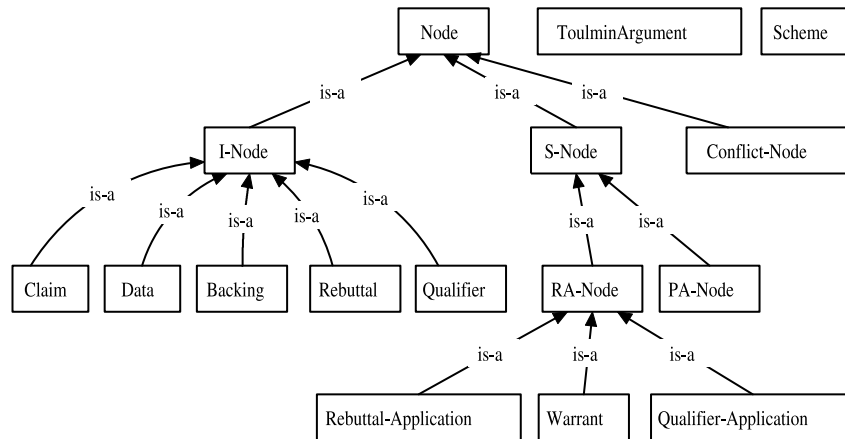 Node ToulminArgument Scheme
is-a is-a is-a
I-Node S-Node Conflict-Node
is-a is-a is-a is-a is-a is-a is-a
Claim Data Backing Rebuttal Qualifier RA-Node PA-Node
is-a is-a is-a
Rebuttal-Application Warrant Qualifier-Application